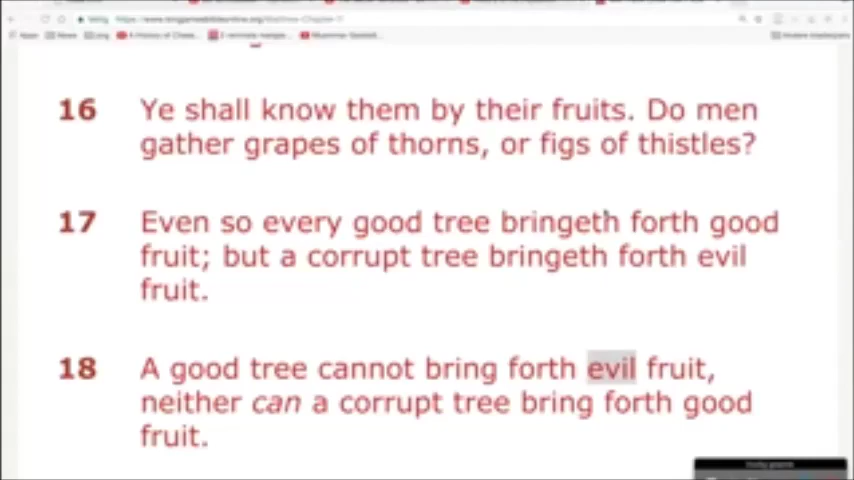 16 Ye shall know them by their fruits. Do men
gather grapes of thorns, or figs of thistles?
17 Even so every good tree bringeth forth good
fruit; but a corrupt tree bringeth forth evil
fruit.
18 A good tree cannot bring forth evil fruit,
neither can a corrupt tree bring forth good
fruit.